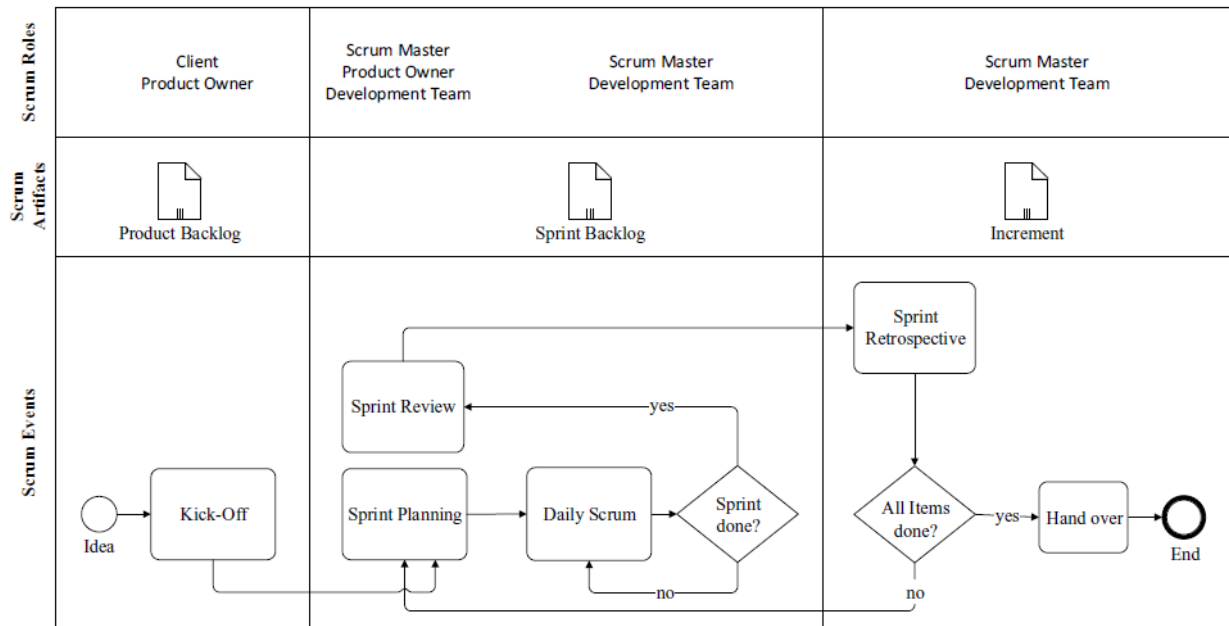 Scrum Roles
Client
Product Owner
Scrum Master
Product Owner
Development Team
Scrum Master
Development Team
Scrum Master
Development Team
Scrum
Artifacts
Product Backlog
Sprint Backlog
Increment
Scrum Events
Sprint
Retrospective
Sprint Review
yes
Idea
Kick-Off
Sprint Planning
Daily Scrum
Sprint
done?
no
All Items
done?
yes
no
Hand over
End